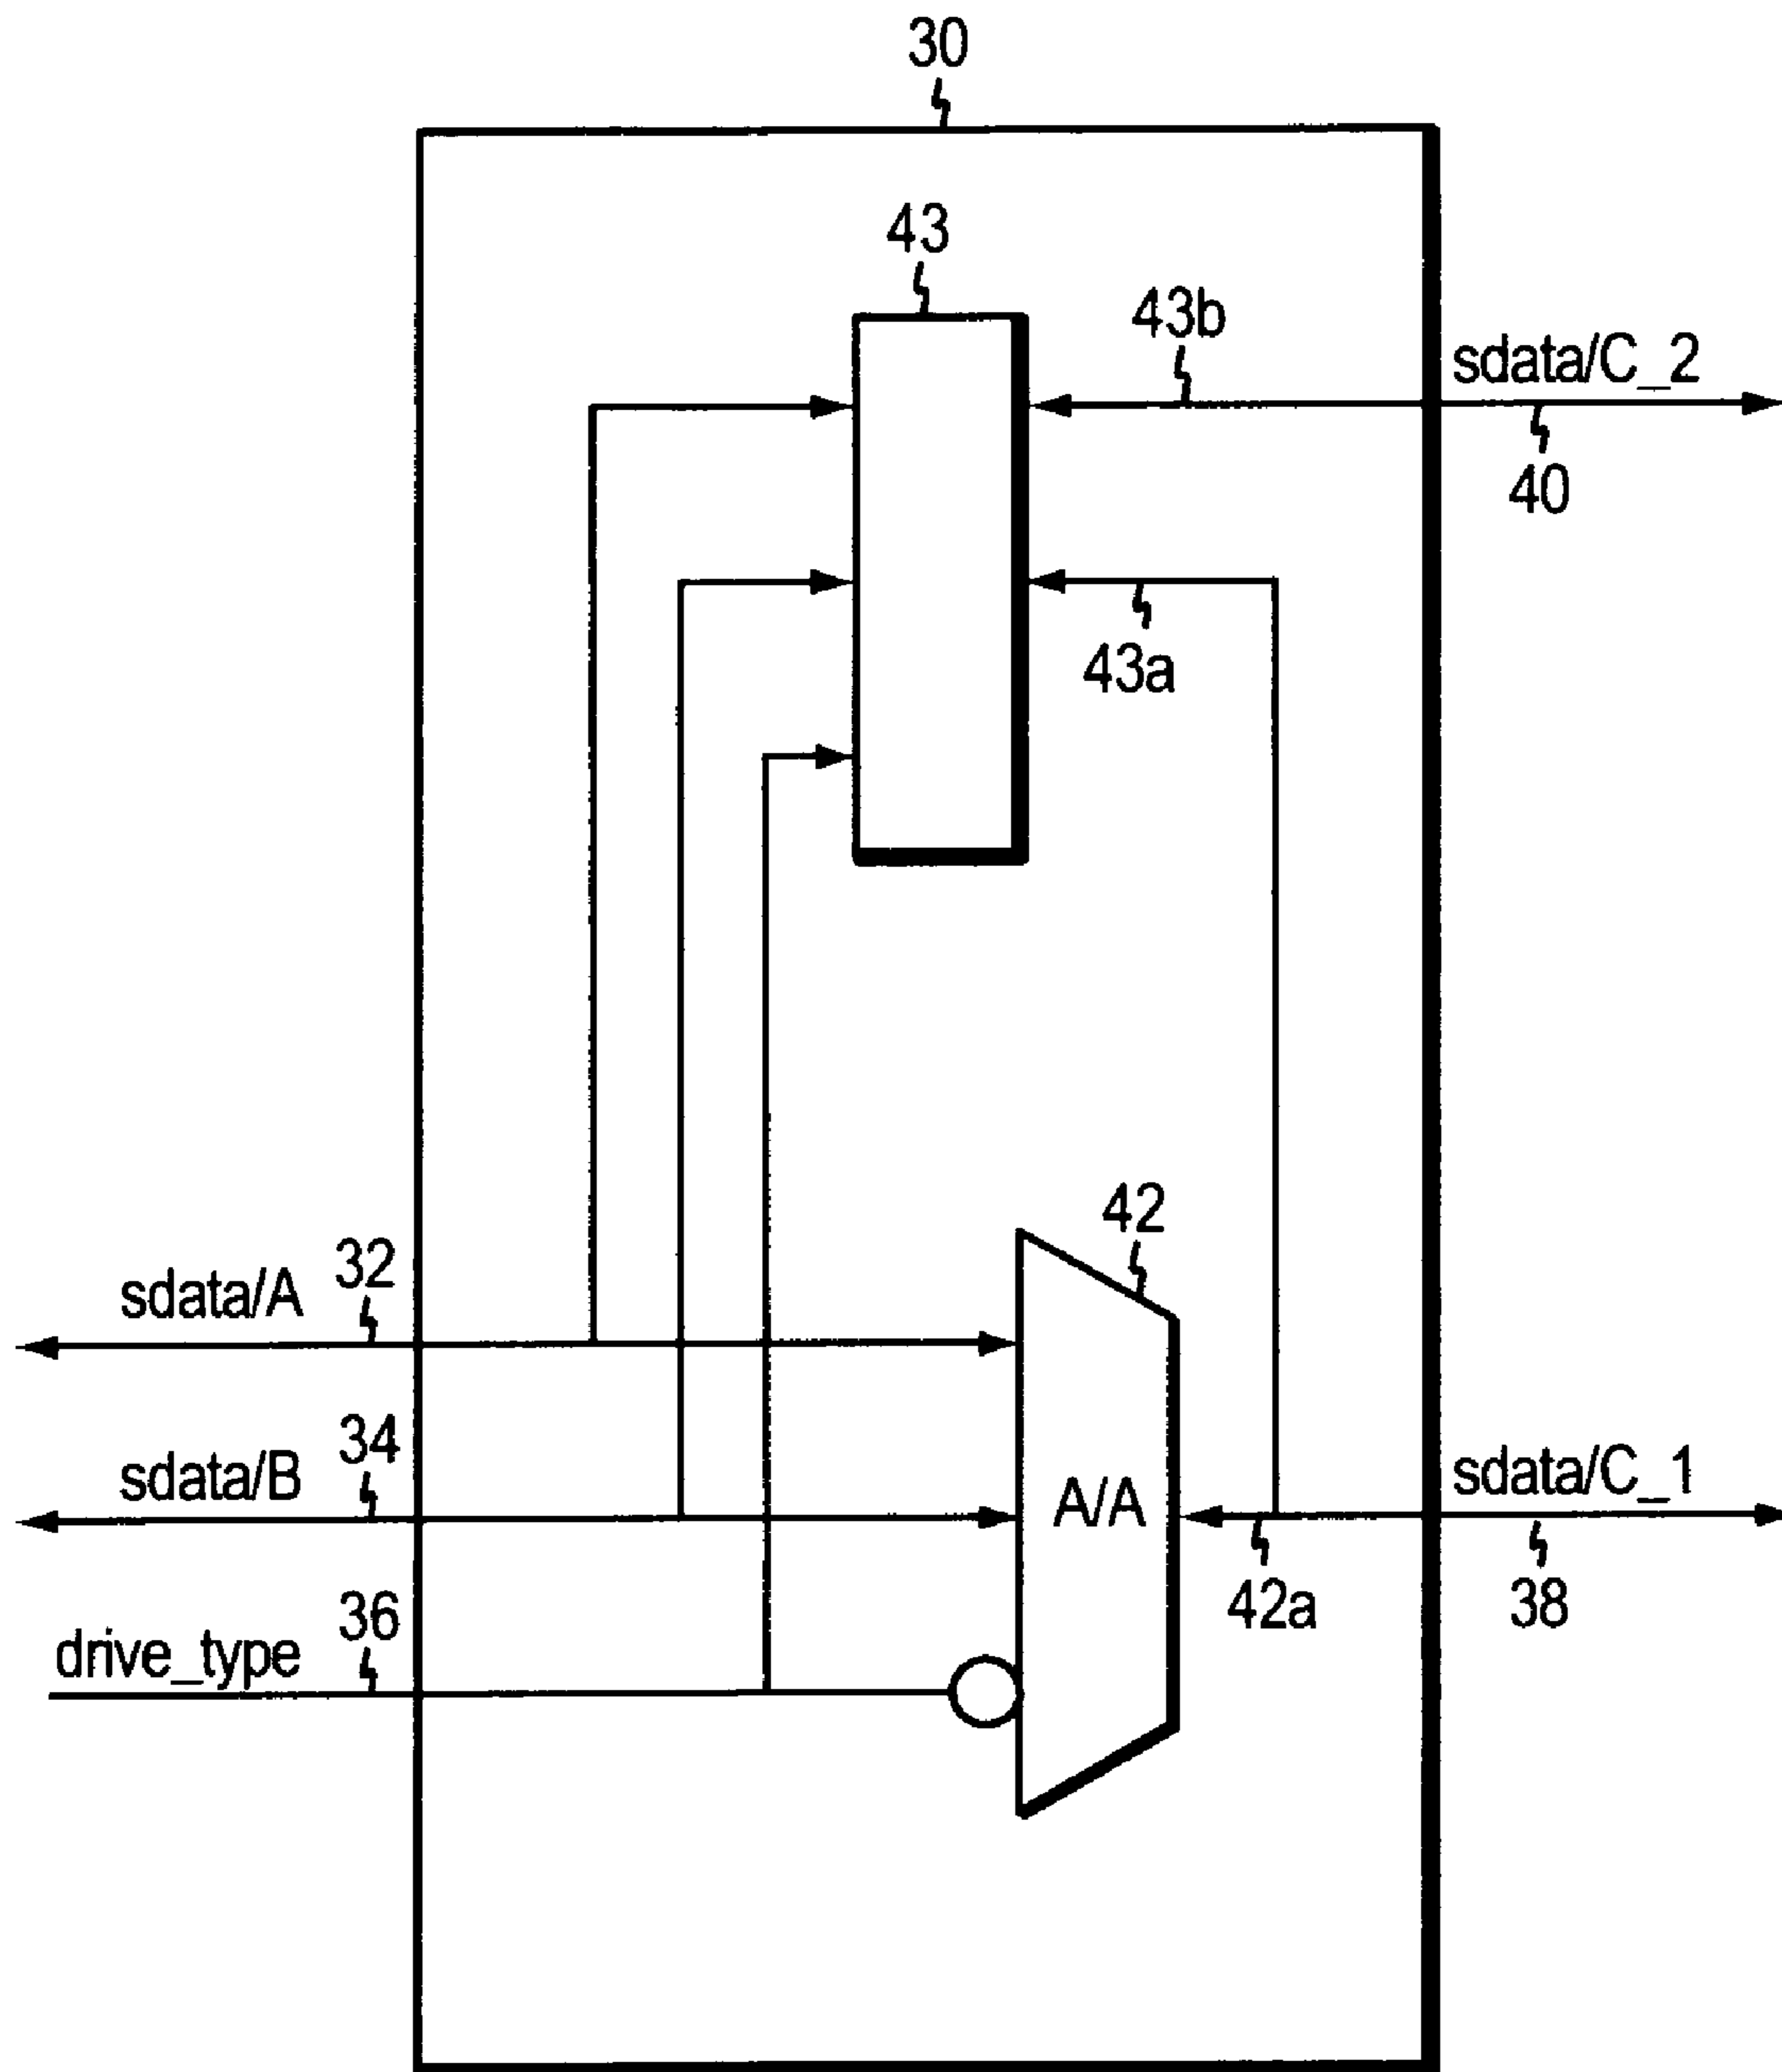 30
43
43b
sdata/C_2
40
43a
42
32
sdata/A
34
sdata/B
A/A
sdata/C_1
36
42a
38
drive_type